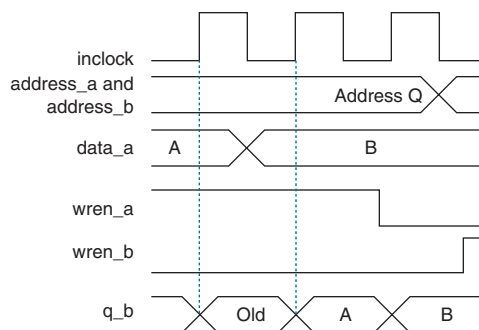 inclock
address_a and
address_b
Address Q
data_a
A
B
wren_a
wren_b
q_b
Old
A
B